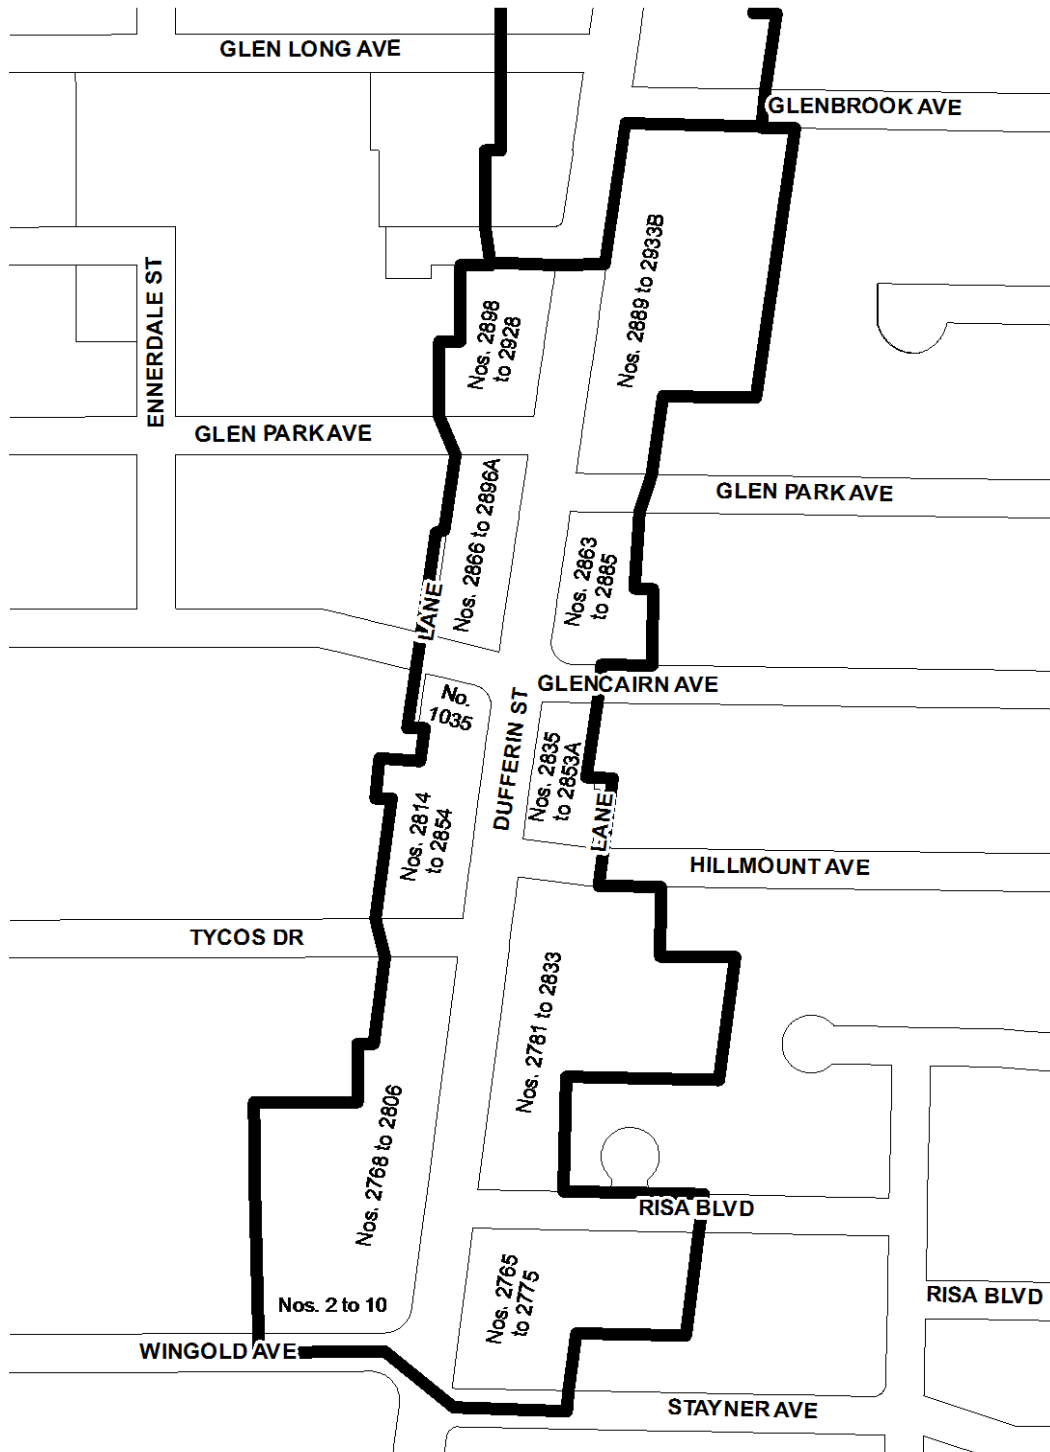 GLEN LONG AVE
GLENBROOK AVE
ENNERDALE ST
Nos. 2889 to 2933B
Nos. 2898
to 2928
GLEN PARK AVE
GLEN PARK AVE
Nos. 2866 to 2896A
Nos. 2863
to 2885
LANE
GLENCAIRN AVE
No.
1035
DUFFERIN ST
Nos. 2835
to 2853A
LANE
Nos. 2814
to 2854
HILLMOUNT AVE
TYCOS DR
Nos. 2781 to 2833
Nos. 2768 to 2806
RISA BLVD
Nos. 2765
to 2775
RISA BLVD
Nos. 2 to 10
WINGOLD AVE
STAYNER AVE